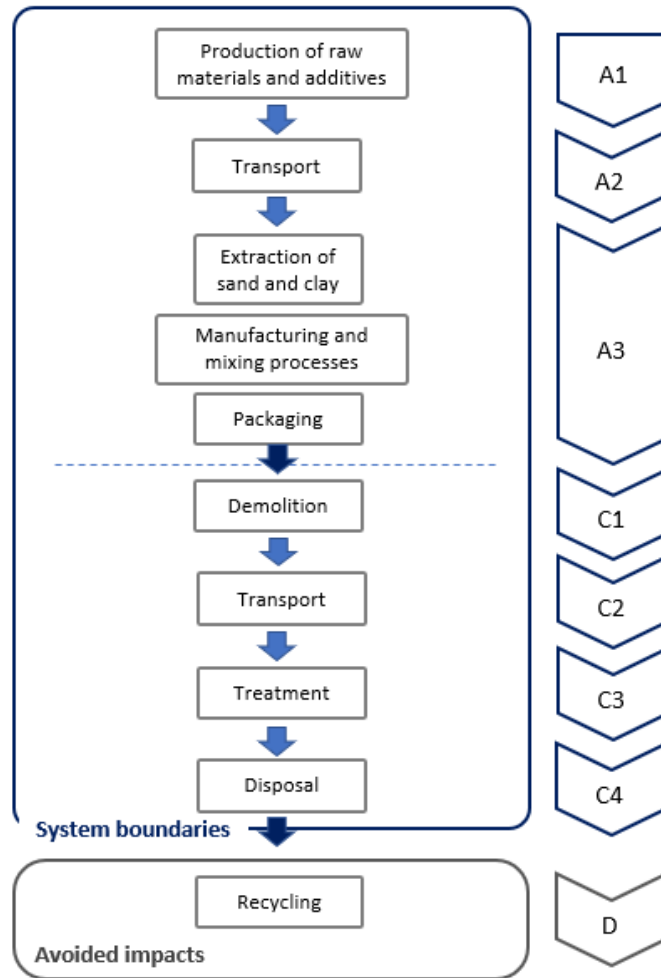 Production of raw
materials and additives
A1
Transport
A2
Extraction of
sand and clay
Manufacturing and
mixing processes
A3
Packaging
Demolition
C1
Transport
C2
Treatment
C3
Disposal
C4
System boundaries
Recycling
D
Avoided impacts